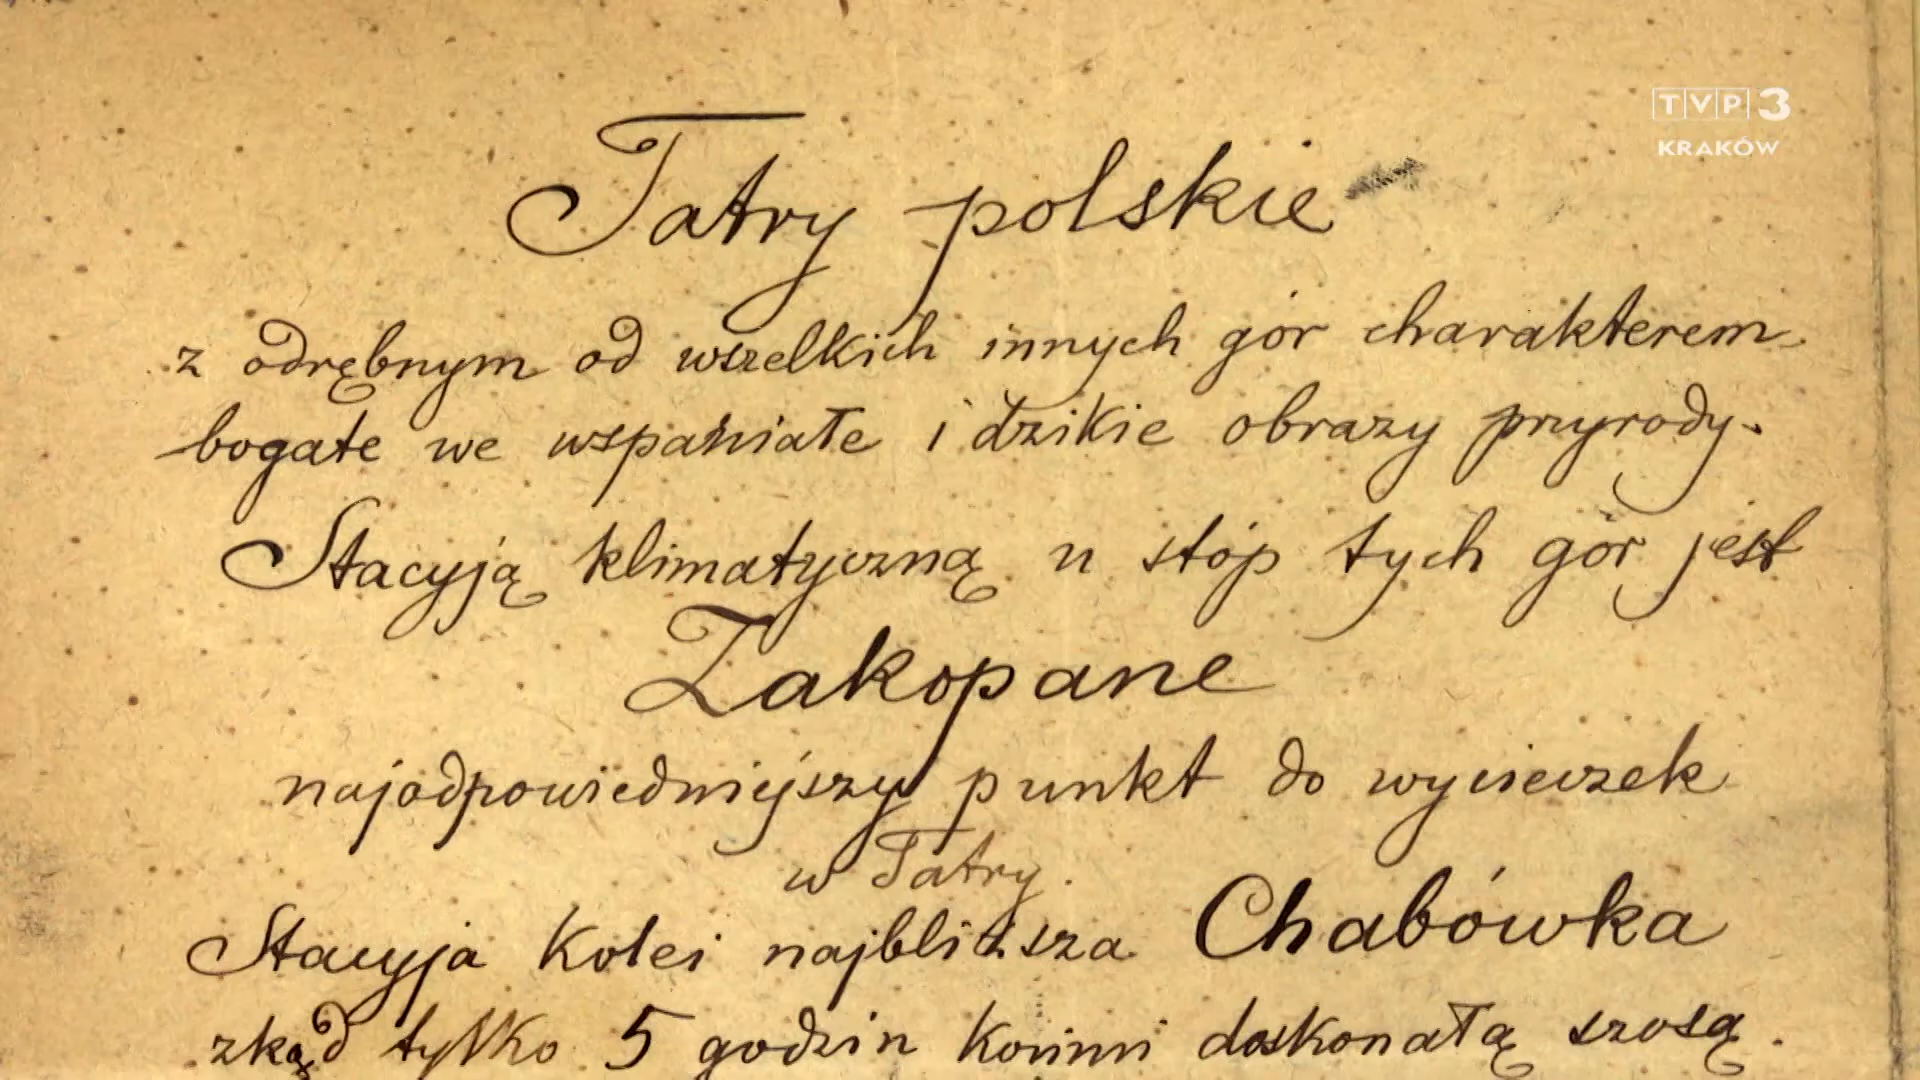 TVP 3
KRAKÓW
Tatry polskie
z odrębnym od wszelkich innych gór charakterem
bogate we wspaniałe i dzikie obrazy przyrody.
Stacyją klimatyczną u stóp tych gór jest
Zakopane
najodpowiedniejszy punkt do wycieczek
w Tatry.
Stacyja Kolei najbliższa Chabówka
zkąd tylko 5 godzin końmi doskonałą szosą.